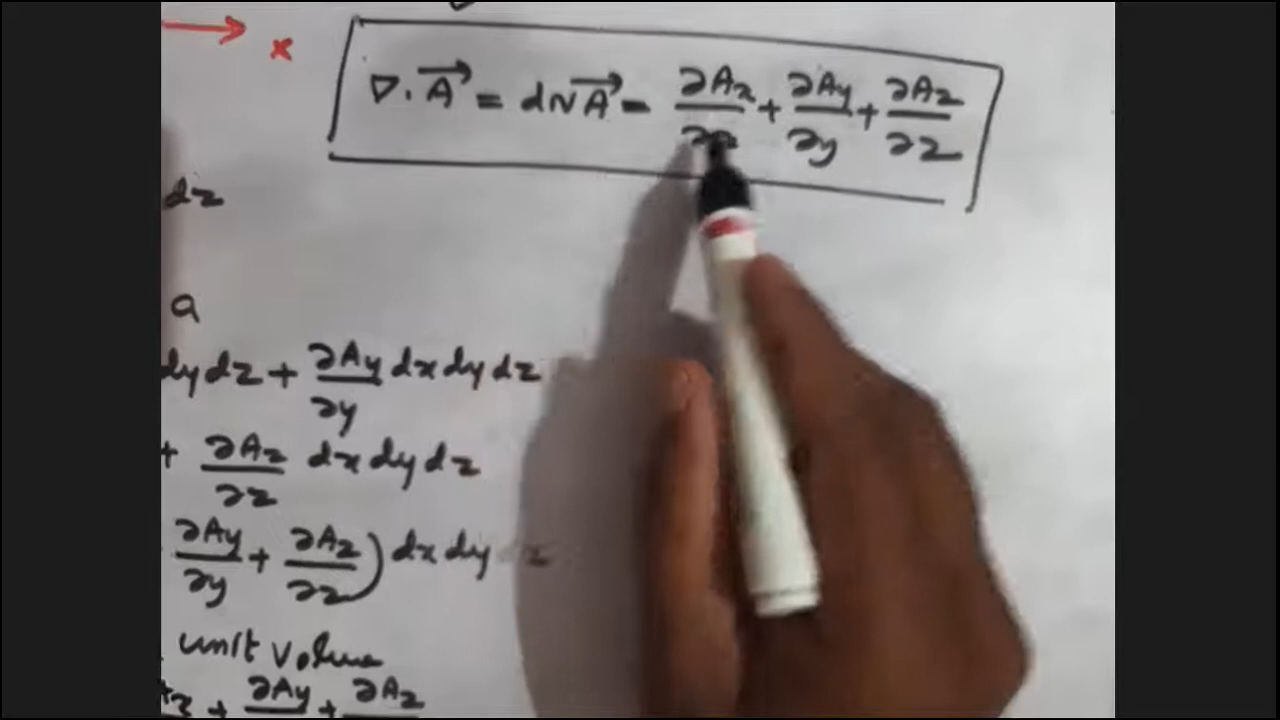 x
∇. A⃗ = div A⃗ = ∂Ax/∂x + ∂Ay/∂y + ∂Az/∂z
dz
a
dy dz + ∂Ay/∂y dx dy dz
+ ∂Az/∂z dx dy dz
∂Ay/∂y + ∂Az/∂z) dx dy dz
unit volume
+ ∂Ay + ∂Az